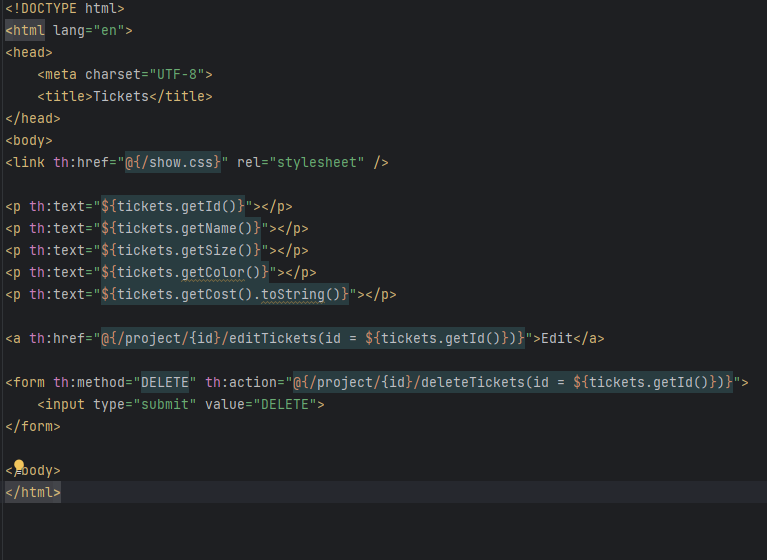 <!DOCTYPE html>
<html lang="en">
<head>
    <meta charset="UTF-8">
    <title>Tickets</title>
</head>
<body>
<link th:href="@{/show.css}" rel="stylesheet" />

<p th:text="${tickets.getId()}"></p>
<p th:text="${tickets.getName()}"></p>
<p th:text="${tickets.getSize()}"></p>
<p th:text="${tickets.getColor()}"></p>
<p th:text="${tickets.getCost().toString()}"></p>

<a th:href="@{/project/{id}/editTickets(id = ${tickets.getId()})}">Edit</a>

<form th:method="DELETE" th:action="@{/project/{id}/deleteTickets(id = ${tickets.getId()})}">
    <input type="submit" value="DELETE">
</form>

</body>
</html>